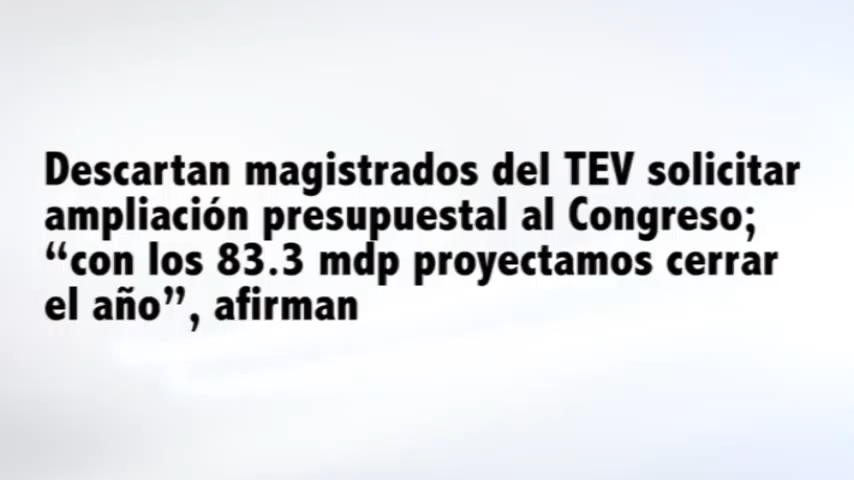 Descartan magistrados del TEV solicitar
ampliación presupuestal al Congreso;
“con los 83.3 mdp proyectamos cerrar
el año”, afirman